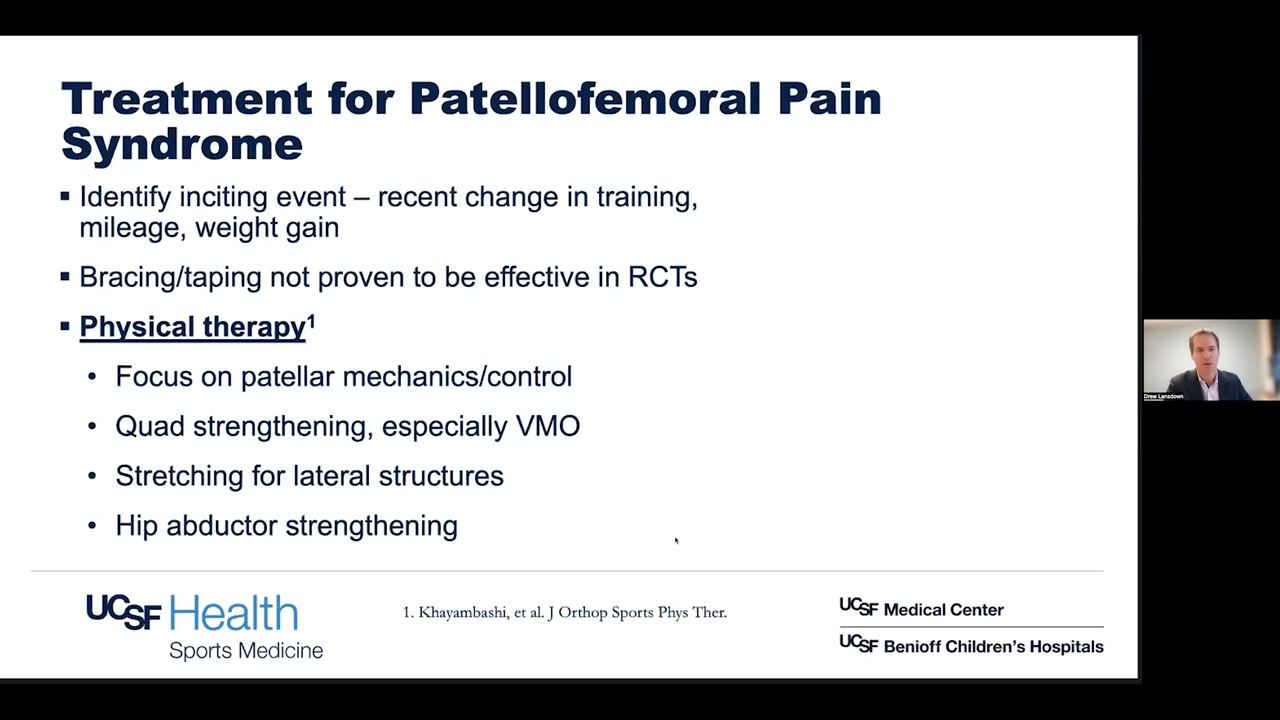 Treatment for Patellofemoral Pain
Syndrome
▪ Identify inciting event – recent change in training,
mileage, weight gain
▪ Bracing/taping not proven to be effective in RCTs
▪ Physical therapy¹
• Focus on patellar mechanics/control
• Quad strengthening, especially VMO
• Stretching for lateral structures
• Hip abductor strengthening
UCSF Health
Sports Medicine
1. Khayambashi, et al. J Orthop Sports Phys Ther.
UCSF Medical Center
UCSF Benioff Children's Hospitals
Drew Lansdown